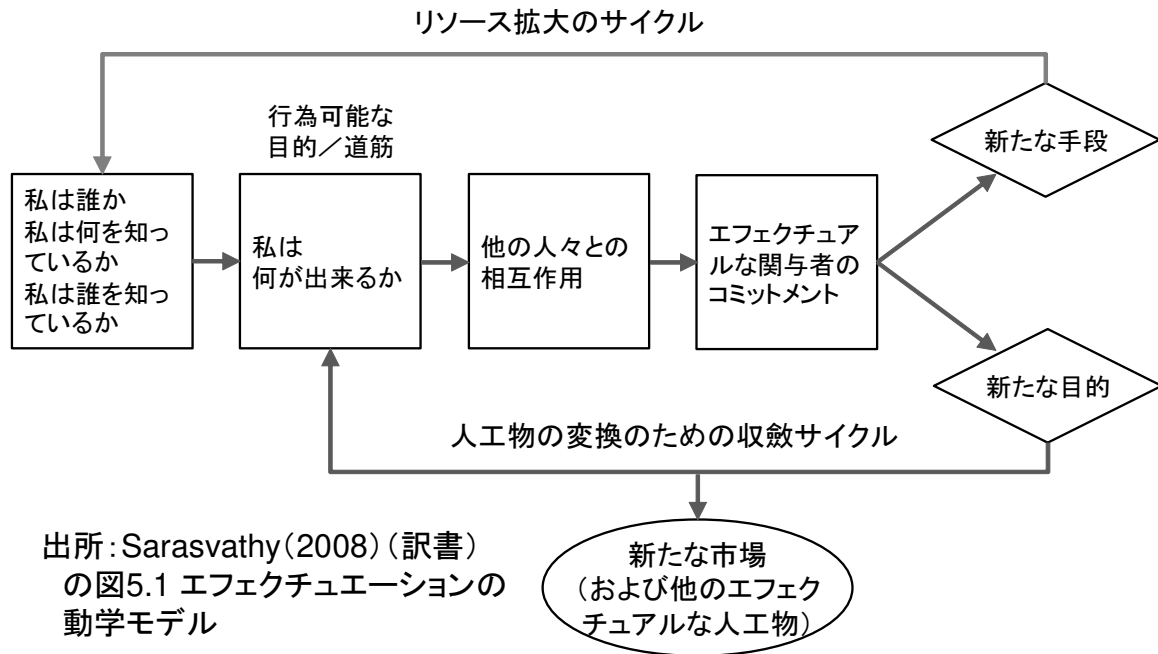 リソース拡大のサイクル
行為可能な
目的／道筋
私は誰か
私は何を知っ
ているか
私は誰を知っ
ているか
私は
何が出来るか
他の人々との
相互作用
エフェクチュア
ルな関与者の
コミットメント
新たな手段
新たな目的
人工物の変換のための収斂サイクル
新たな市場
（および他のエフェク
チュアルな人工物）
出所：Sarasvathy（2008）（訳書）
の図5.1 エフェクチュエーションの
動学モデル